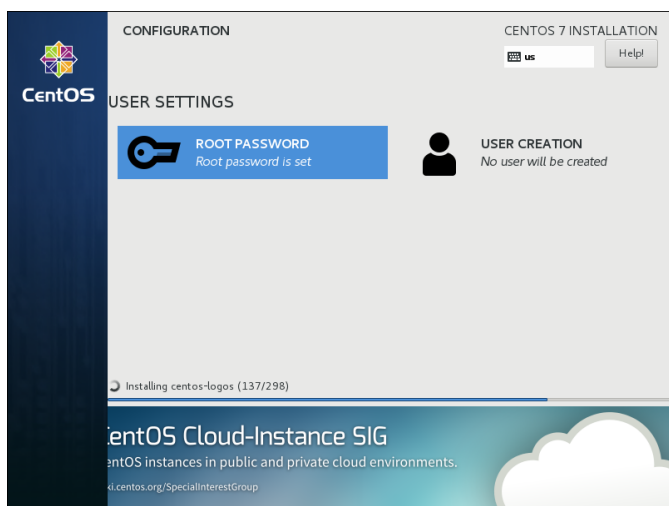 CONFIGURATION
CENTOS 7 INSTALLATION
us
Help!
CentOS
USER SETTINGS
ROOT PASSWORD
Root password is set
USER CREATION
No user will be created
Installing centos-logos (137/298)
CentOS Cloud-Instance SIG
entOS instances in public and private cloud environments.
ki.centos.org/SpecialInterestGroup